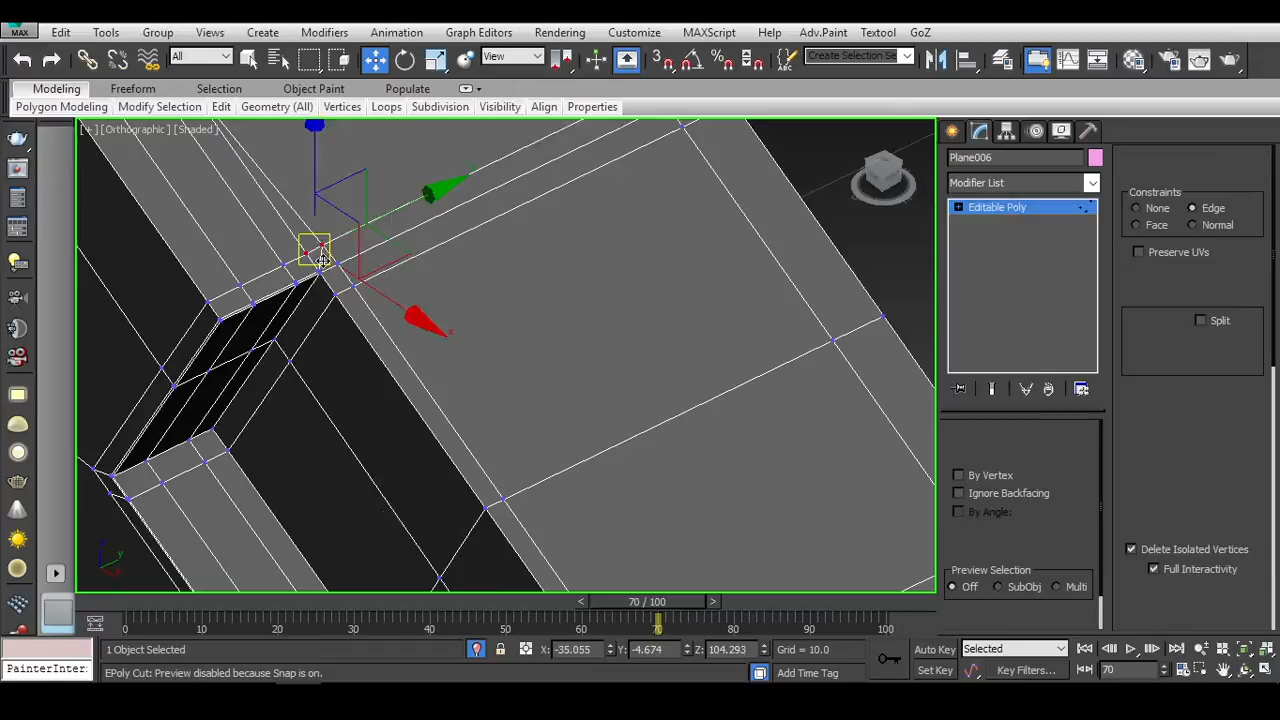 MAX Edit Tools Group Views Create Modifiers Animation Graph Editors Rendering Customize MAXScript Help Adv.Paint Textool GoZ
All View 3 Create Selection Se
Modeling Freeform Selection Object Paint Populate
Polygon Modeling Modify Selection Edit Geometry (All) Vertices Loops Subdivision Visibility Align Properties
[+] [Orthographic] [Shaded]
Plane006
Modifier List
Editable Poly
Constraints
None Edge
Face Normal
Preserve UVs
Split
x
y
x
By Vertex
Ignore Backfacing
By Angle:
Delete Isolated Vertices
Full Interactivity
Preview Selection
Off SubObj Multi
< 70 / 100 >
0 10 20 30 40 50 60 70 80 90 100
1 Object Selected X: -35.055 Y: -4.674 Z: 104.293 Grid = 10.0 Auto Key Selected
PainterInter EPoly Cut: Preview disabled because Snap is on. Add Time Tag Set Key Key Filters... 70